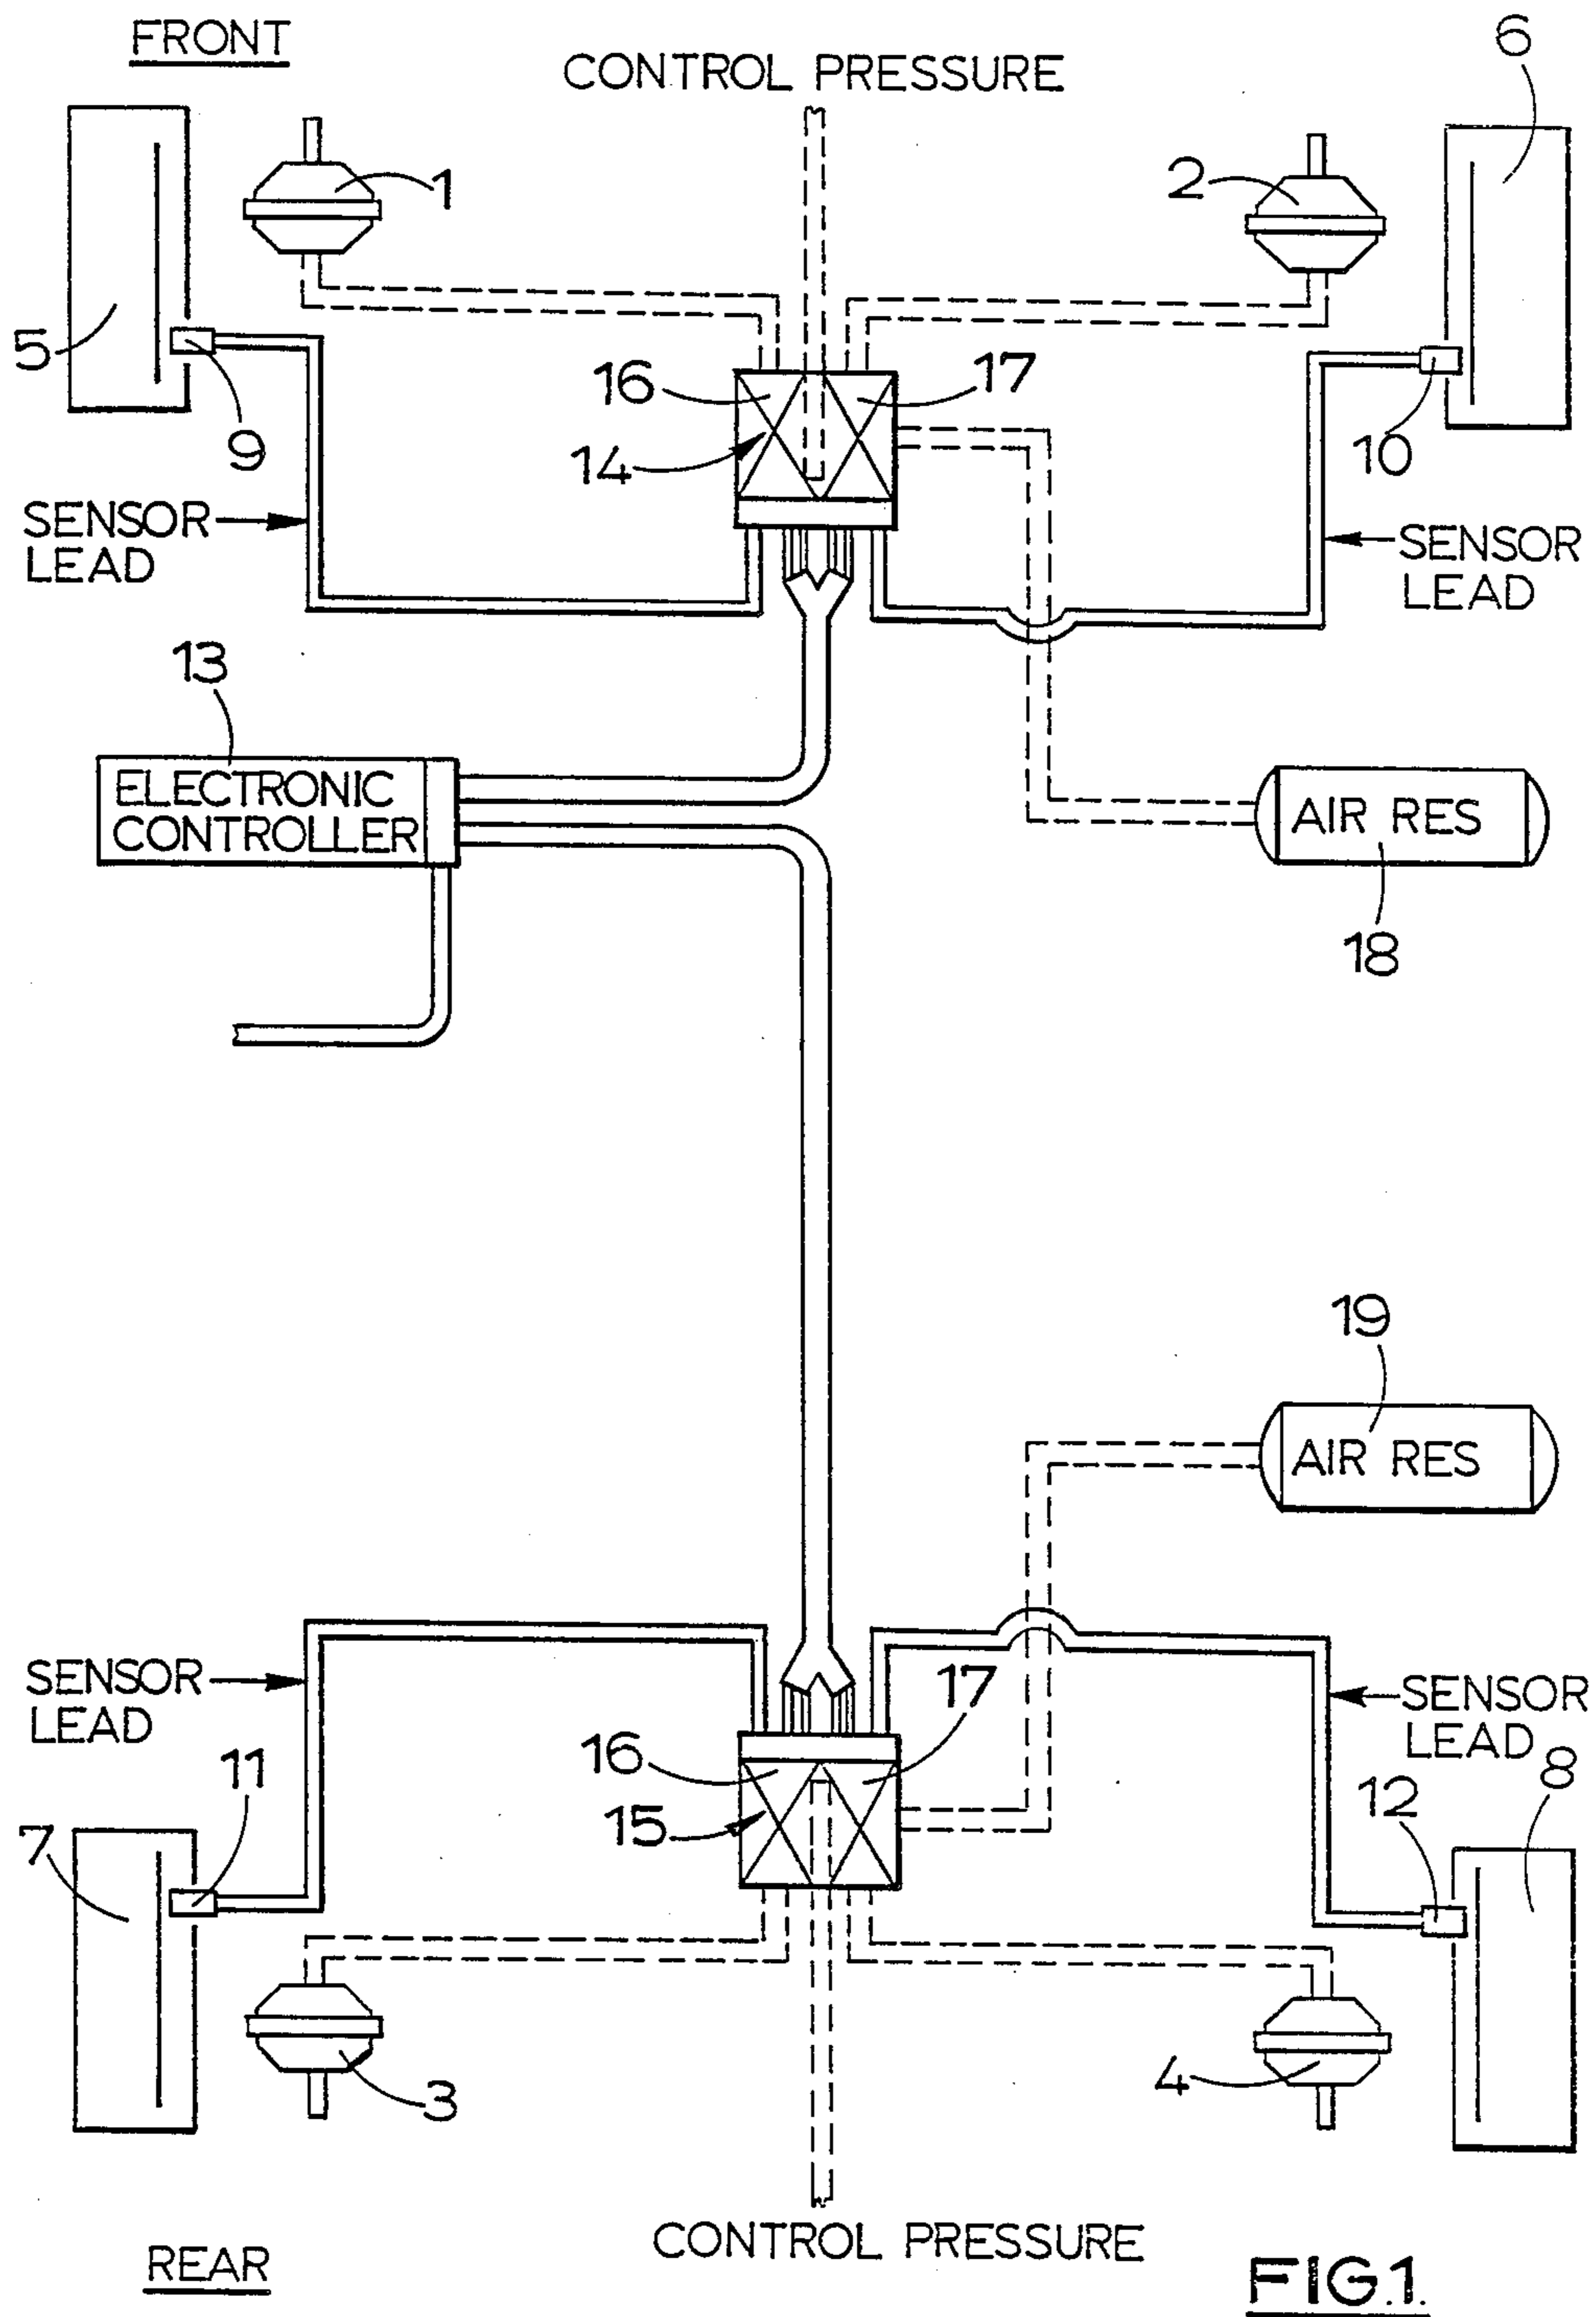 FRONT
CONTROL PRESSURE
6
1
2
5
16
17
9
14
10
SENSOR
LEAD
SENSOR
LEAD
13
ELECTRONIC
CONTROLLER
AIR RES
18
19
AIR RES
SENSOR
LEAD
17
SENSOR
LEAD
16
11
15
12
8
7
3
4
CONTROL PRESSURE
REAR
FIG.1.